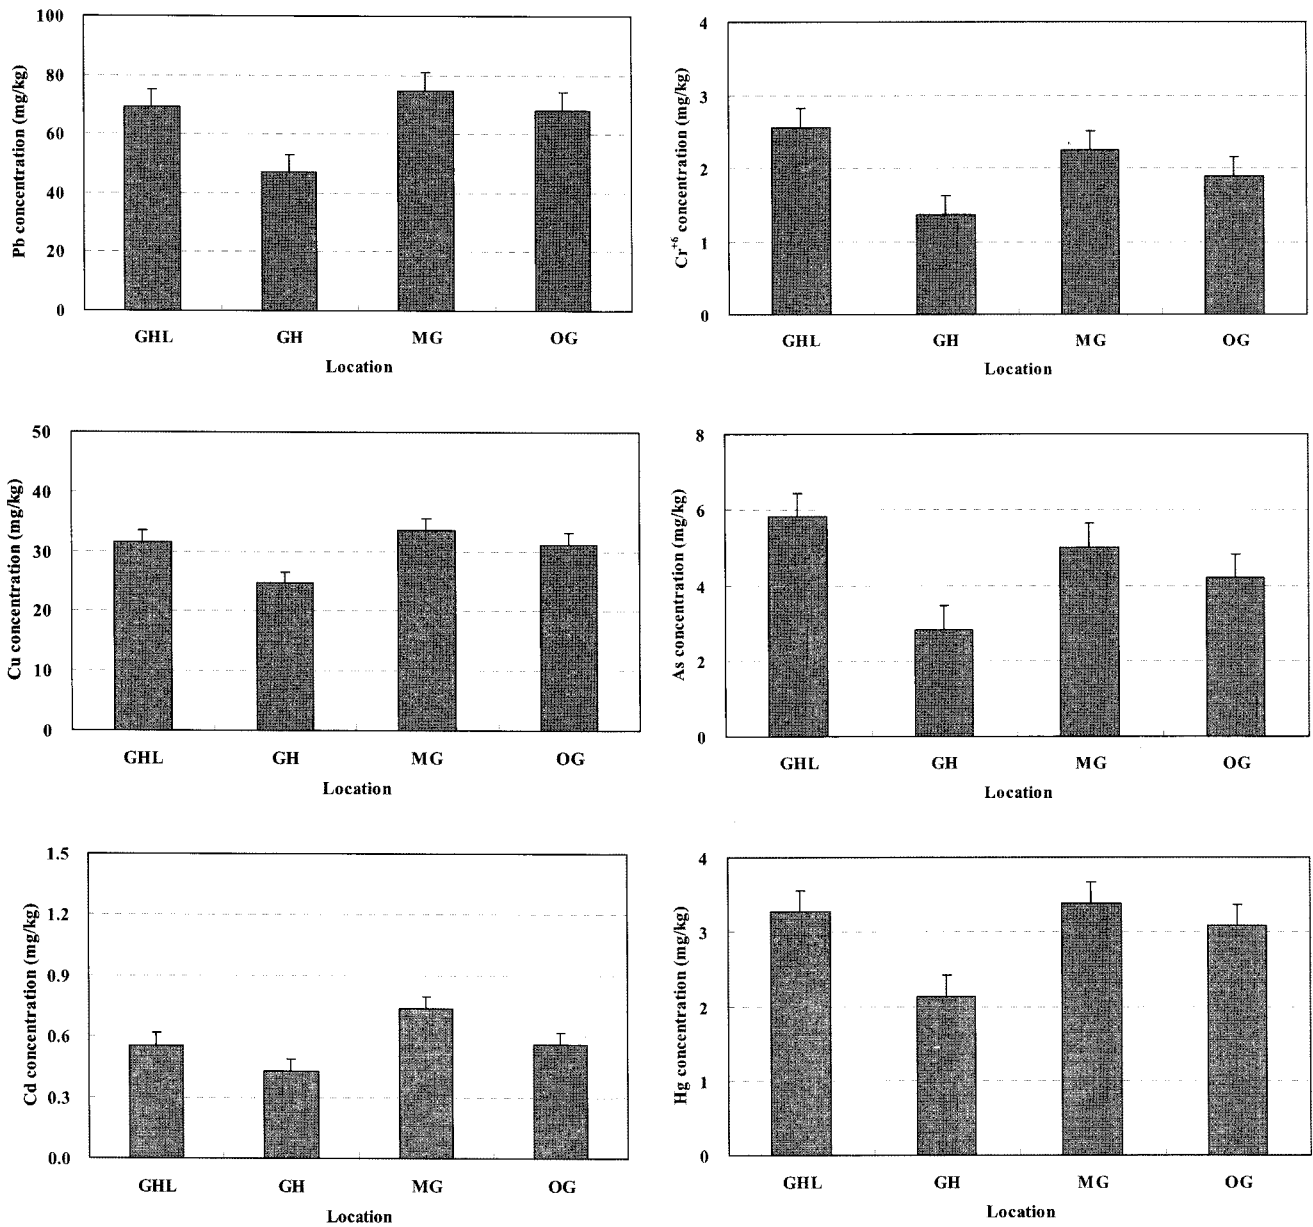 100
80
60
40
20
0
Pb concentration (mg/kg)
GHL GH MG OG
Location
4
3
2
1
0
Cr+6 concentration (mg/kg)
GHL GH MG OG
Location
50
40
30
20
10
0
Cu concentration (mg/kg)
GHL GH MG OG
Location
8
6
4
2
0
As concentration (mg/kg)
GHL GH MG OG
Location
1.5
1.2
0.9
0.6
0.3
0.0
Cd concentration (mg/kg)
GHL GH MG OG
Location
4
3
2
1
0
Hg concentration (mg/kg)
GHL GH MG OG
Location